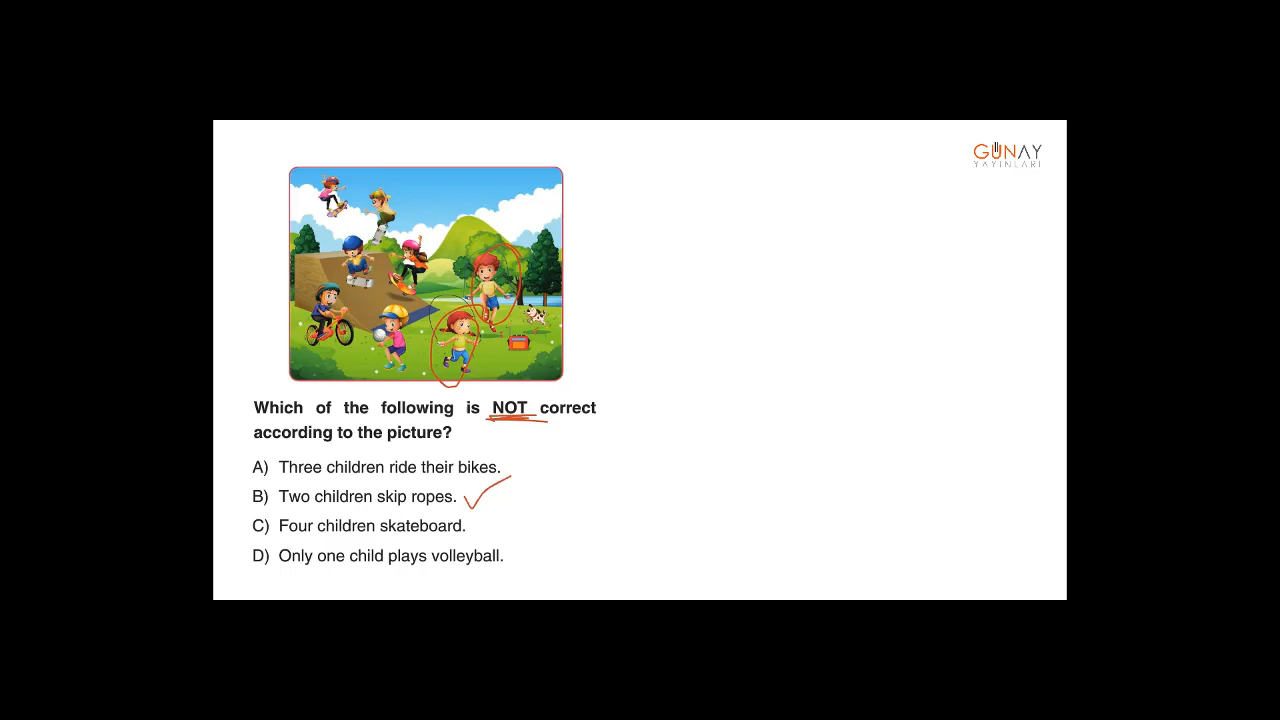 GÜNAY
YAYINLARI
Which of the following is NOT correct
according to the picture?
A) Three children ride their bikes.
B) Two children skip ropes.
C) Four children skateboard.
D) Only one child plays volleyball.